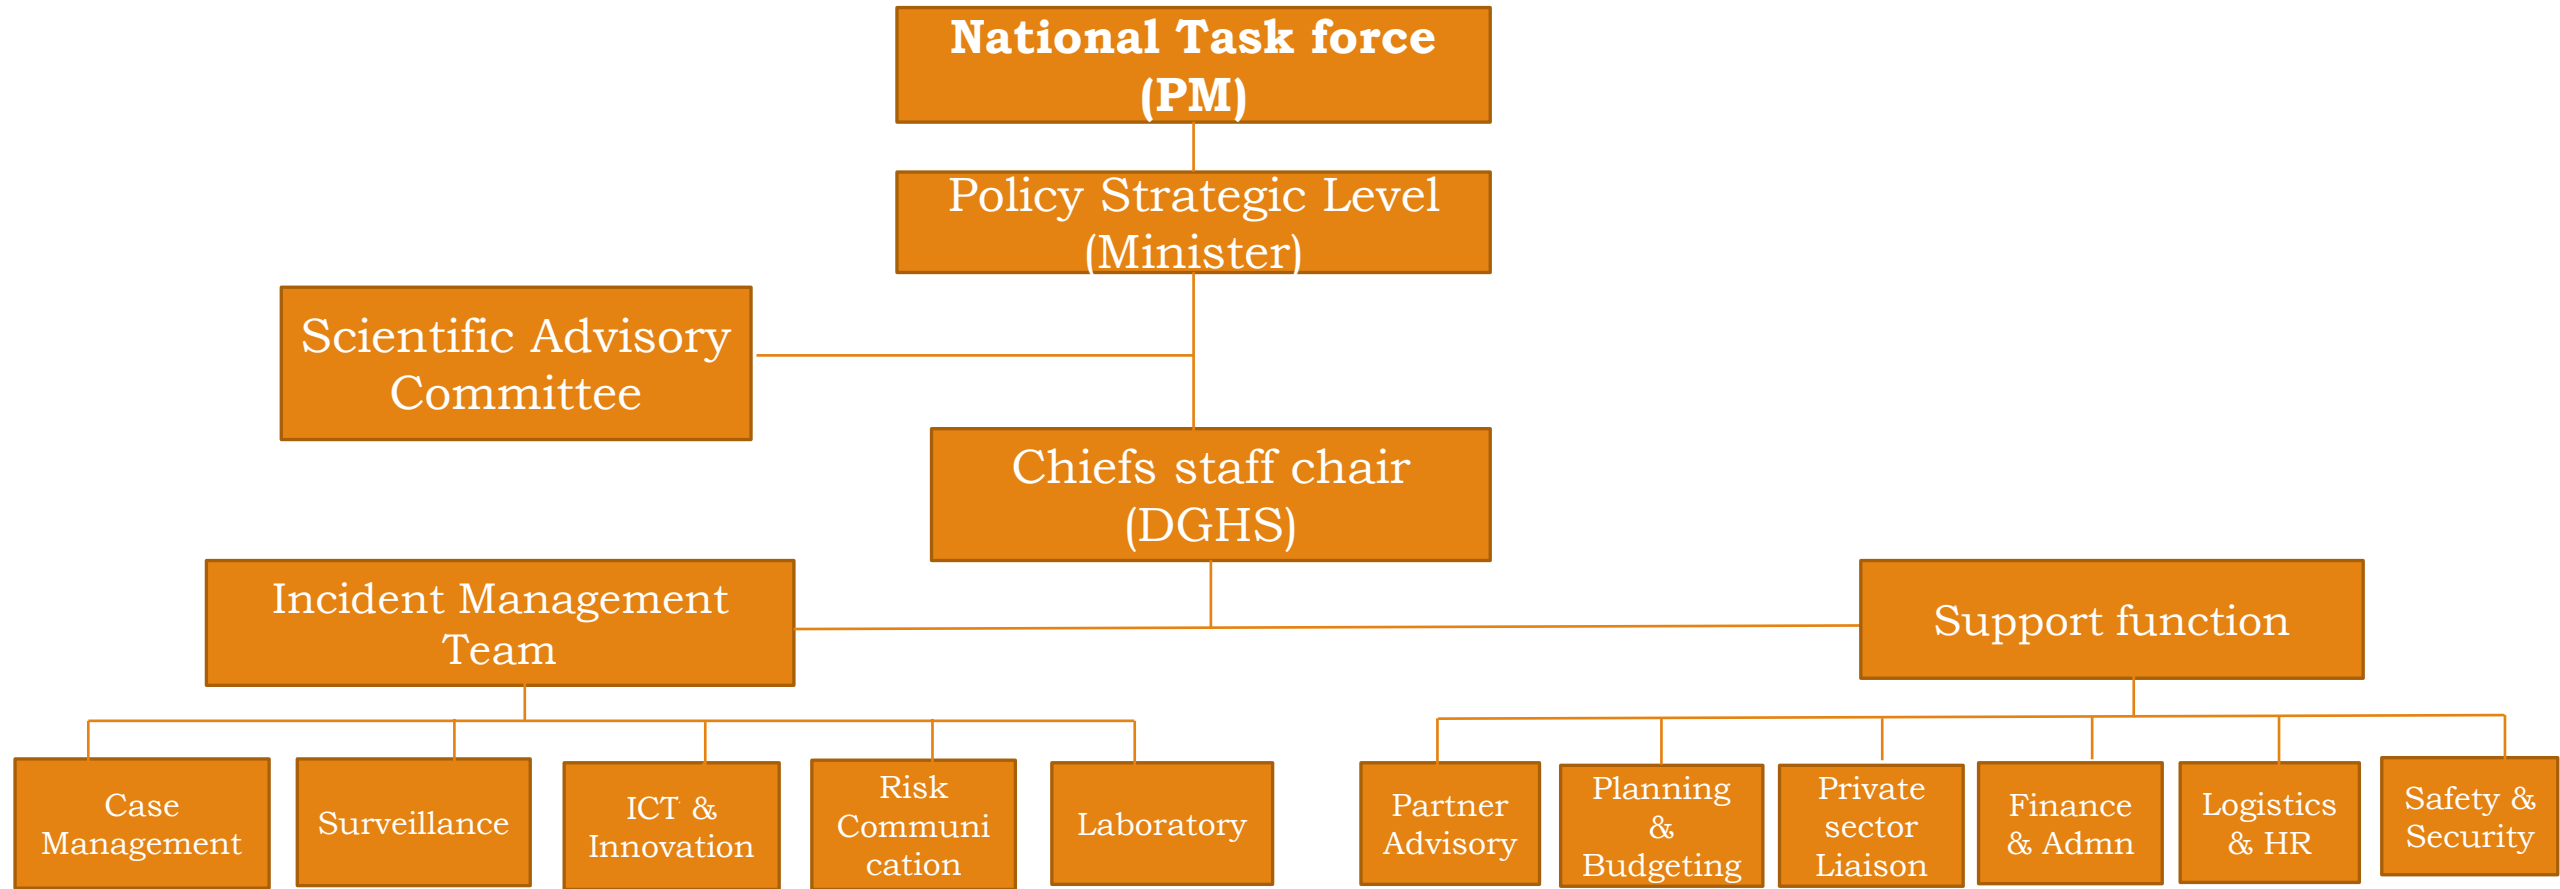 National Task force
(PM)
Policy Strategic Level
(Minister)
Scientific Advisory
Committee
Chiefs staff chair
(DGHS)
Incident Management
Team
Support function
Case
Management
Surveillance
ICT &
Innovation
Risk
Communi
cation
Laboratory
Partner
Advisory
Planning
&
Budgeting
Private
sector
Liaison
Finance
& Admn
Logistics
& HR
Safety &
Security